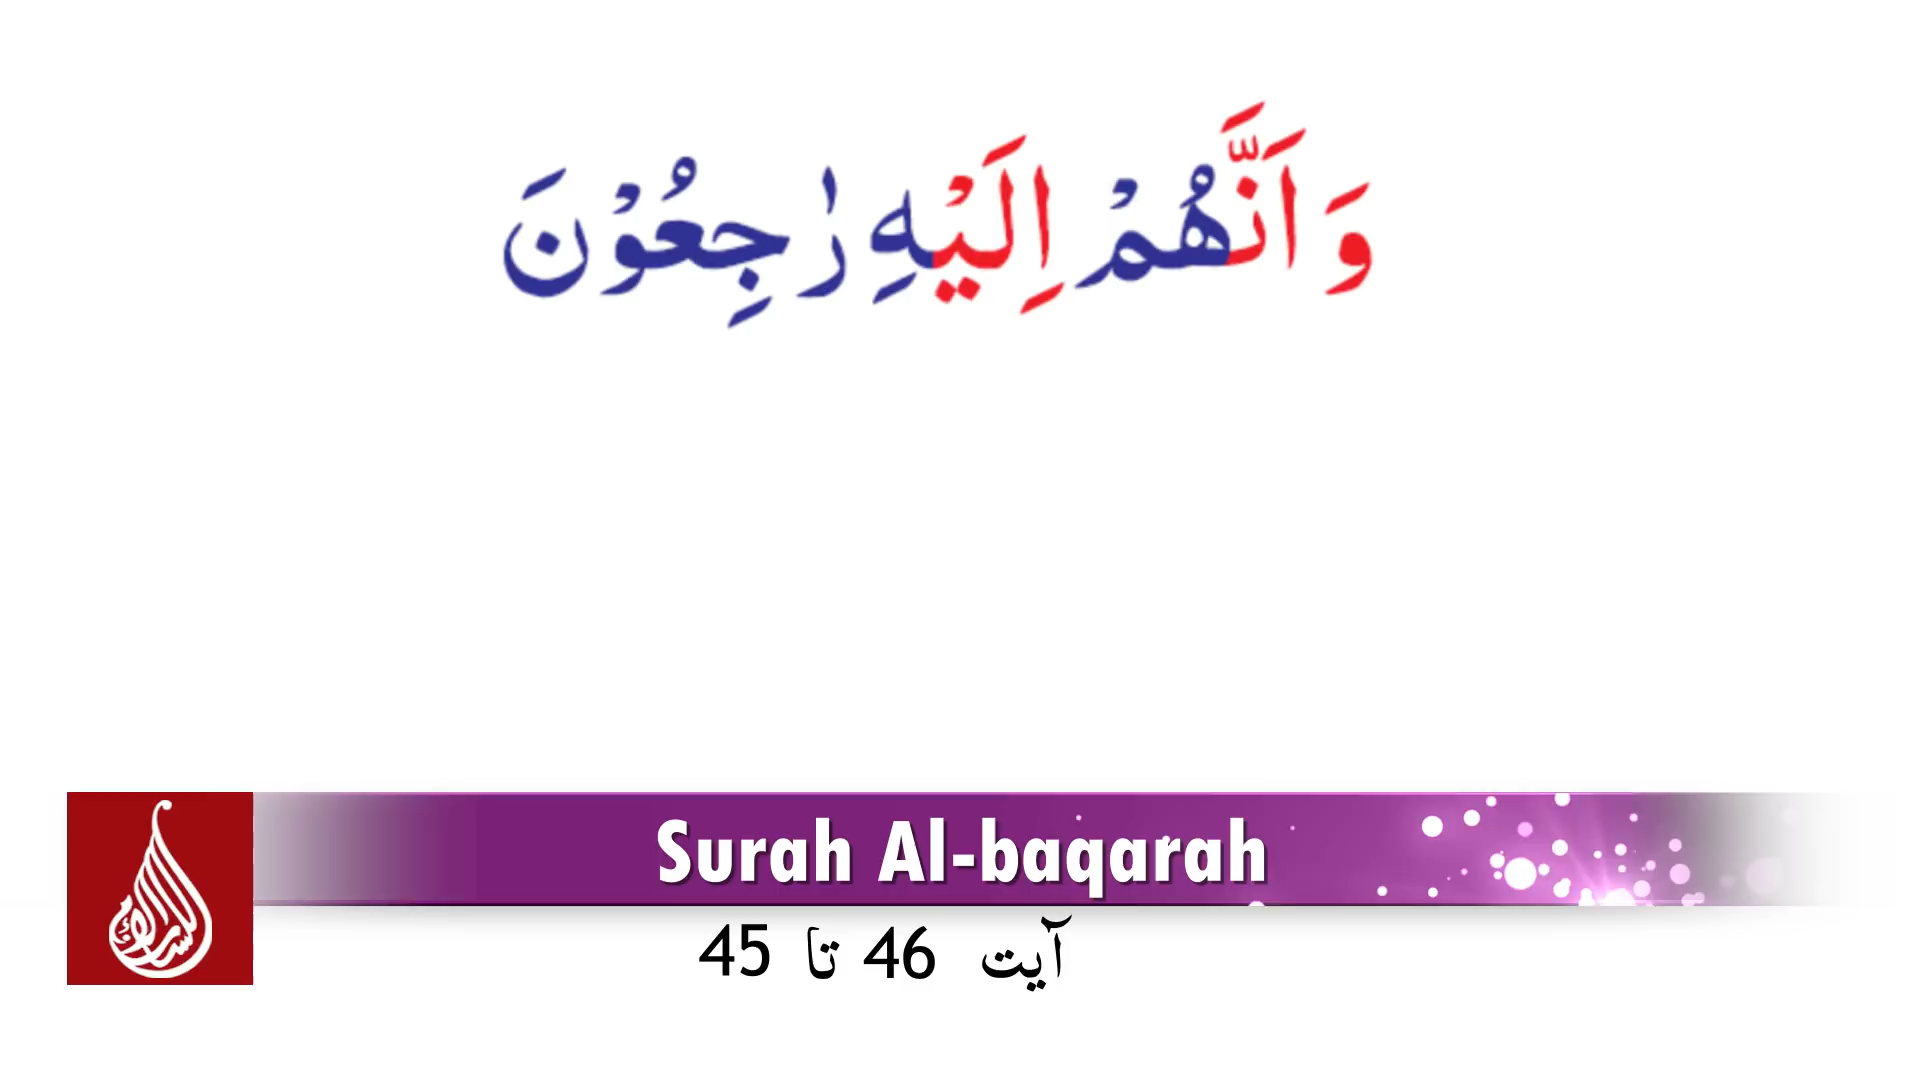 وَ اَنَّهُمْ اِلَيْهِ رٰجِعُوْنَ
Surah Al-baqarah
آیت 46 تا 45